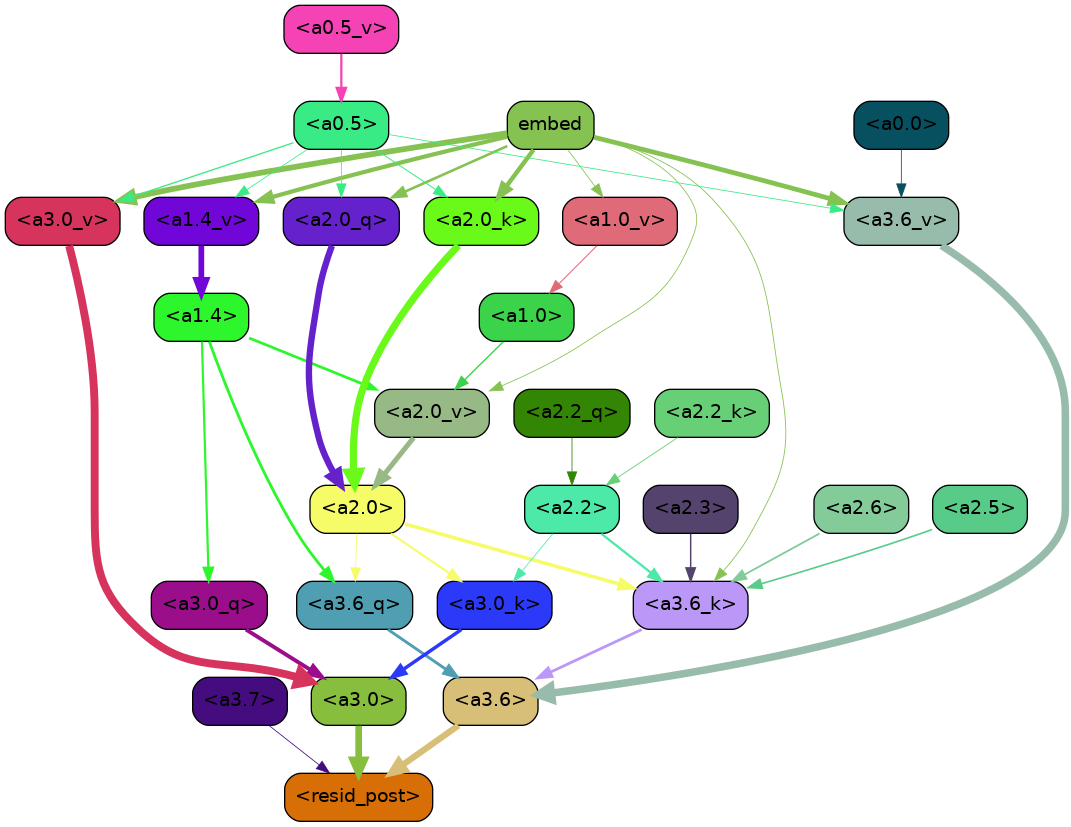 <a0.5_v>
<a0.5>
embed
<a0.0>
<a3.0_v>
<a1.4_v>
<a2.0_q>
<a2.0_k>
<a1.0_v>
<a3.6_v>
<a1.4>
<a1.0>
<a2.0_v>
<a2.2_q>
<a2.2_k>
<a2.0>
<a2.2>
<a2.3>
<a2.6>
<a2.5>
<a3.0_q>
<a3.6_q>
<a3.0_k>
<a3.6_k>
<a3.7>
<a3.0>
<a3.6>
<resid_post>